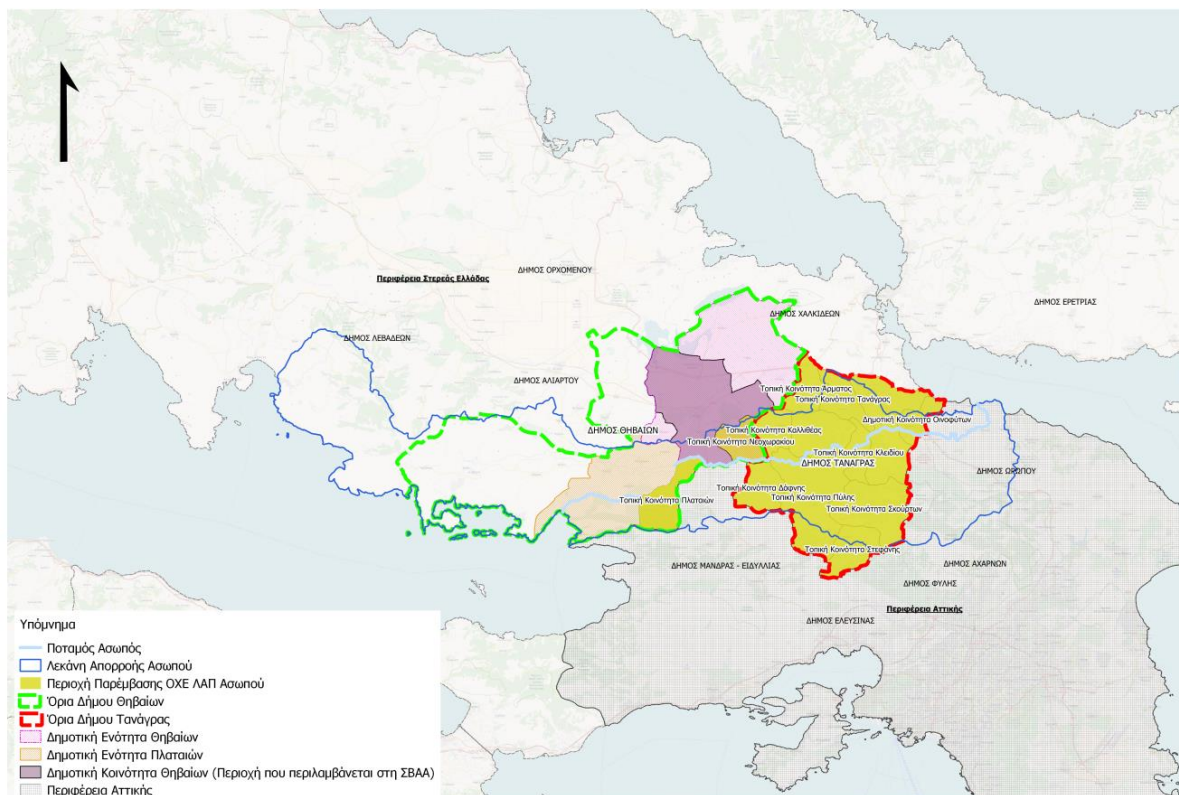 ΔΗΜΟΣ ΟΡΧΟΜΕΝΟΥ
Περιφέρεια Στερεάς Ελλάδας
ΔΗΜΟΣ ΕΡΕΤΡΙΑΣ
ΔΗΜΟΣ ΧΑΛΚΙΔΕΩΝ
ΔΗΜΟΣ ΛΕΒΑΔΕΩΝ
ΔΗΜΟΣ ΑΛΙΑΡΤΟΥ
Τοπική Κοινότητα Άρματος
Τοπική Κοινότητα Τανάγρας
Δημοτική Κοινότητα Οινοφύτων
ΔΗΜΟΣ ΘΗΒΑΙΩΝ
Τοπική Κοινότητα Καλλιθέας
Τοπική Κοινότητα Νεοχωρακίου
Τοπική Κοινότητα Κλειδίου
ΔΗΜΟΣ ΤΑΝΑΓΡΑΣ
ΔΗΜΟΣ ΩΡΩΠΟΥ
Τοπική Κοινότητα Δάφνης
Τοπική Κοινότητα Πλαταιών
Τοπική Κοινότητα Πύλης
Τοπική Κοινότητα Σκούρτων
Τοπική Κοινότητα Στεφάνης
ΔΗΜΟΣ ΜΑΝΔΡΑΣ - ΕΙΔΥΛΛΙΑΣ
ΔΗΜΟΣ ΑΧΑΡΝΩΝ
ΔΗΜΟΣ ΦΥΛΗΣ
Περιφέρεια Αττικής
ΔΗΜΟΣ ΕΛΕΥΣΙΝΑΣ
Υπόμνημα
Ποταμός Ασωπός
Λεκάνη Απορροής Ασωπού
Περιοχή Παρέμβασης ΟΧΕ ΛΑΠ Ασωπού
Όρια Δήμου Θηβαίων
Όρια Δήμου Τανάγρας
Δημοτική Ενότητα Θηβαίων
Δημοτική Ενότητα Πλαταιών
Δημοτική Κοινότητα Θηβαίων (Περιοχή που περιλαμβάνεται στη ΣΒΑΑ)
Περιφέρεια Αττικής